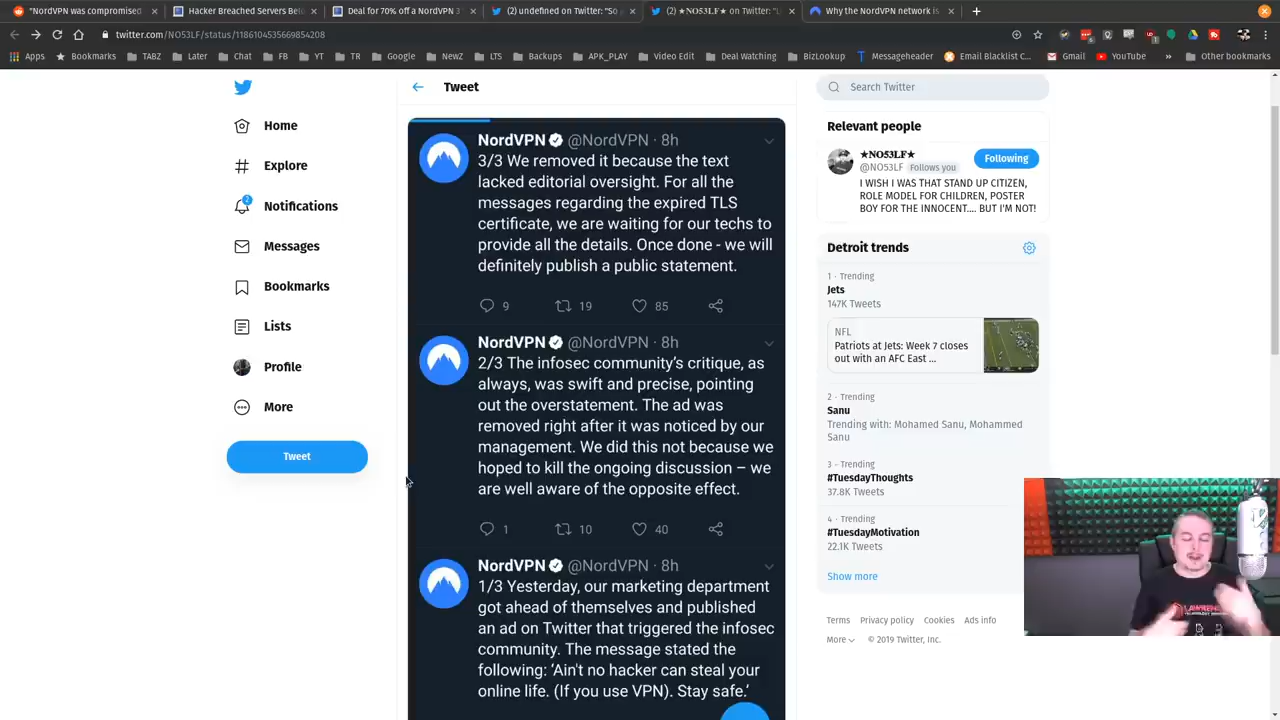 "NordVPN was compromised
Hacker Breached Servers Belo
Deal for 70% off a NordVPN 3
(2) undefined on Twitter: "So
(2) ★NO53LF★ on Twitter: "
Why the NordVPN network is
twitter.com/NO53LF/status/1186104535669854208
Apps Bookmarks TABZ Later Chat FB YT TR Google NewZ LTS Backups APK_PLAY Video Edit Deal Watching BizLookup Messageheader Email Blacklist C... Gmail YouTube » Other bookmarks
Home
Explore
2
Notifications
Messages
Bookmarks
Lists
Profile
More
Tweet
Tweet
NordVPN @NordVPN · 8h
3/3 We removed it because the text
lacked editorial oversight. For all the
messages regarding the expired TLS
certificate, we are waiting for our techs to
provide all the details. Once done - we will
definitely publish a public statement.
9 19 85
NordVPN @NordVPN · 8h
2/3 The infosec community's critique, as
always, was swift and precise, pointing
out the overstatement. The ad was
removed right after it was noticed by our
management. We did this not because we
hoped to kill the ongoing discussion – we
are well aware of the opposite effect.
1 10 40
NordVPN @NordVPN · 8h
1/3 Yesterday, our marketing department
got ahead of themselves and published
an ad on Twitter that triggered the infosec
community. The message stated the
following: 'Ain't no hacker can steal your
online life. (If you use VPN). Stay safe.'
Search Twitter
Relevant people
★NO53LF★
@NO53LF Follows you
Following
I WISH I WAS THAT STAND UP CITIZEN,
ROLE MODEL FOR CHILDREN, POSTER
BOY FOR THE INNOCENT.... BUT I'M NOT!
Detroit trends
1 · Trending
Jets
147K Tweets
NFL
Patriots at Jets: Week 7 closes
out with an AFC East ...
2 · Trending
Sanu
Trending with: Mohamed Sanu, Mohammed
Sanu
3 · Trending
#TuesdayThoughts
37.8K Tweets
4 · Trending
#TuesdayMotivation
22.1K Tweets
Show more
Terms Privacy policy Cookies Ads info
More © 2019 Twitter, Inc.